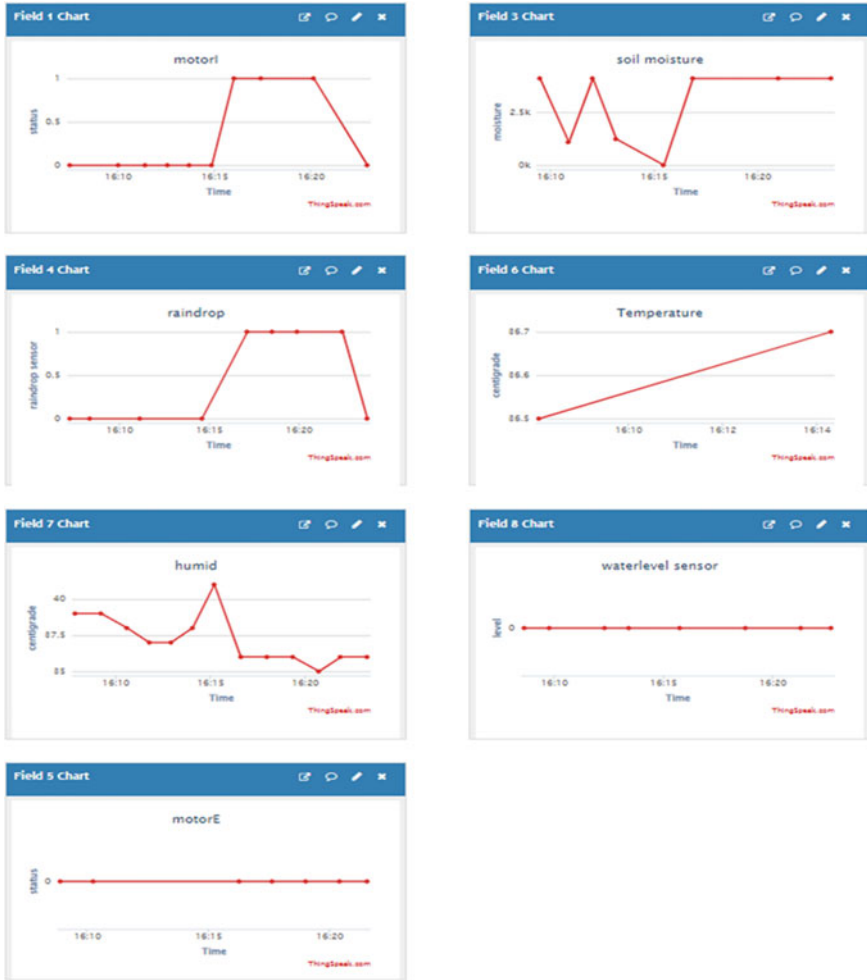 Field 1 Chart
motorI
status
1
0.5
0
16:10 16:15 16:20
Time
ThingSpeak.com
Field 3 Chart
soil moisture
moisture
2.5k
0k
16:10 16:15 16:20
Time
ThingSpeak.com
Field 4 Chart
raindrop
raindrop sensor
1
0.5
0
16:10 16:15 16:20
Time
ThingSpeak.com
Field 6 Chart
Temperature
centigrade
86.7
86.6
86.5
16:10 16:12 16:14
Time
ThingSpeak.com
Field 7 Chart
humid
centigrade
40
87.5
85
16:10 16:15 16:20
Time
ThingSpeak.com
Field 8 Chart
waterlevel sensor
level
0
16:10 16:15 16:20
Time
ThingSpeak.com
Field 5 Chart
motorE
status
0
16:10 16:15 16:20
Time
ThingSpeak.com